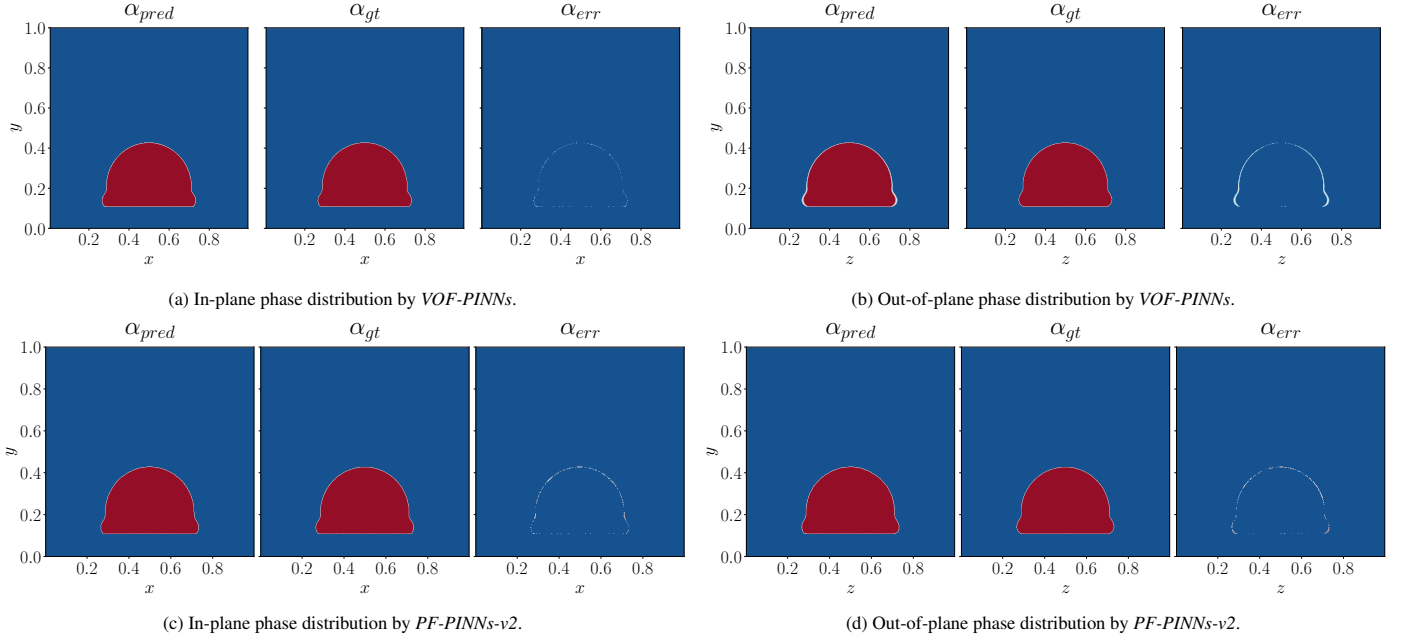 α_pred α_gt α_err
1.0
0.8
0.6
0.4
0.2
0.0
y
0.2 0.4 0.6 0.8 0.2 0.4 0.6 0.8 0.2 0.4 0.6 0.8
x x x
(a) In-plane phase distribution by VOF-PINNs.
α_pred α_gt α_err
1.0
0.8
0.6
0.4
0.2
0.0
y
0.2 0.4 0.6 0.8 0.2 0.4 0.6 0.8 0.2 0.4 0.6 0.8
z z z
(b) Out-of-plane phase distribution by VOF-PINNs.
α_pred α_gt α_err
1.0
0.8
0.6
0.4
0.2
0.0
y
0.2 0.4 0.6 0.8 0.2 0.4 0.6 0.8 0.2 0.4 0.6 0.8
x x x
(c) In-plane phase distribution by PF-PINNs-v2.
α_pred α_gt α_err
1.0
0.8
0.6
0.4
0.2
0.0
y
0.2 0.4 0.6 0.8 0.2 0.4 0.6 0.8 0.2 0.4 0.6 0.8
z z z
(d) Out-of-plane phase distribution by PF-PINNs-v2.